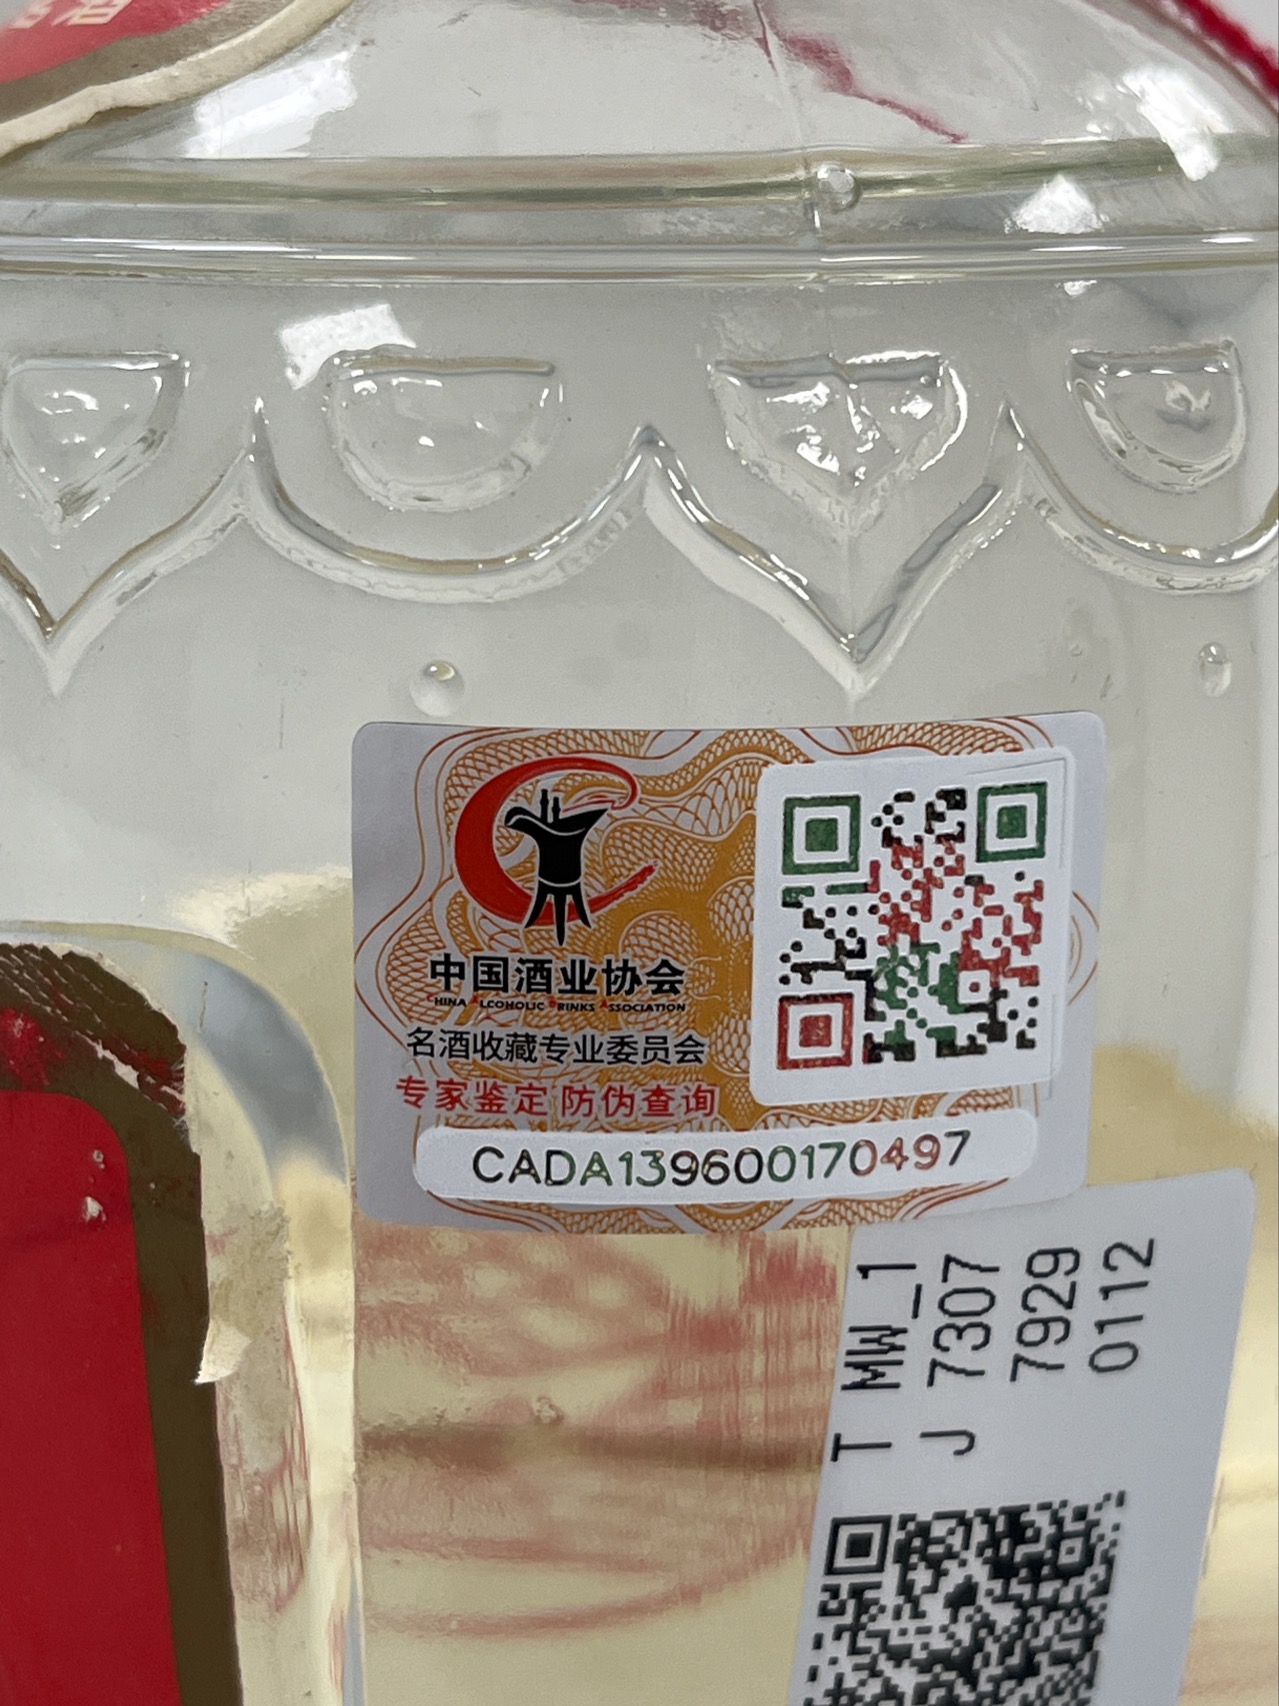 中国酒业协会
CHINA ALCOHOLIC DRINKS ASSOCIATION
名酒收藏专业委员会
专家鉴定 防伪查询
CADA139600170497
T MW_1
J 7307
7929
0112